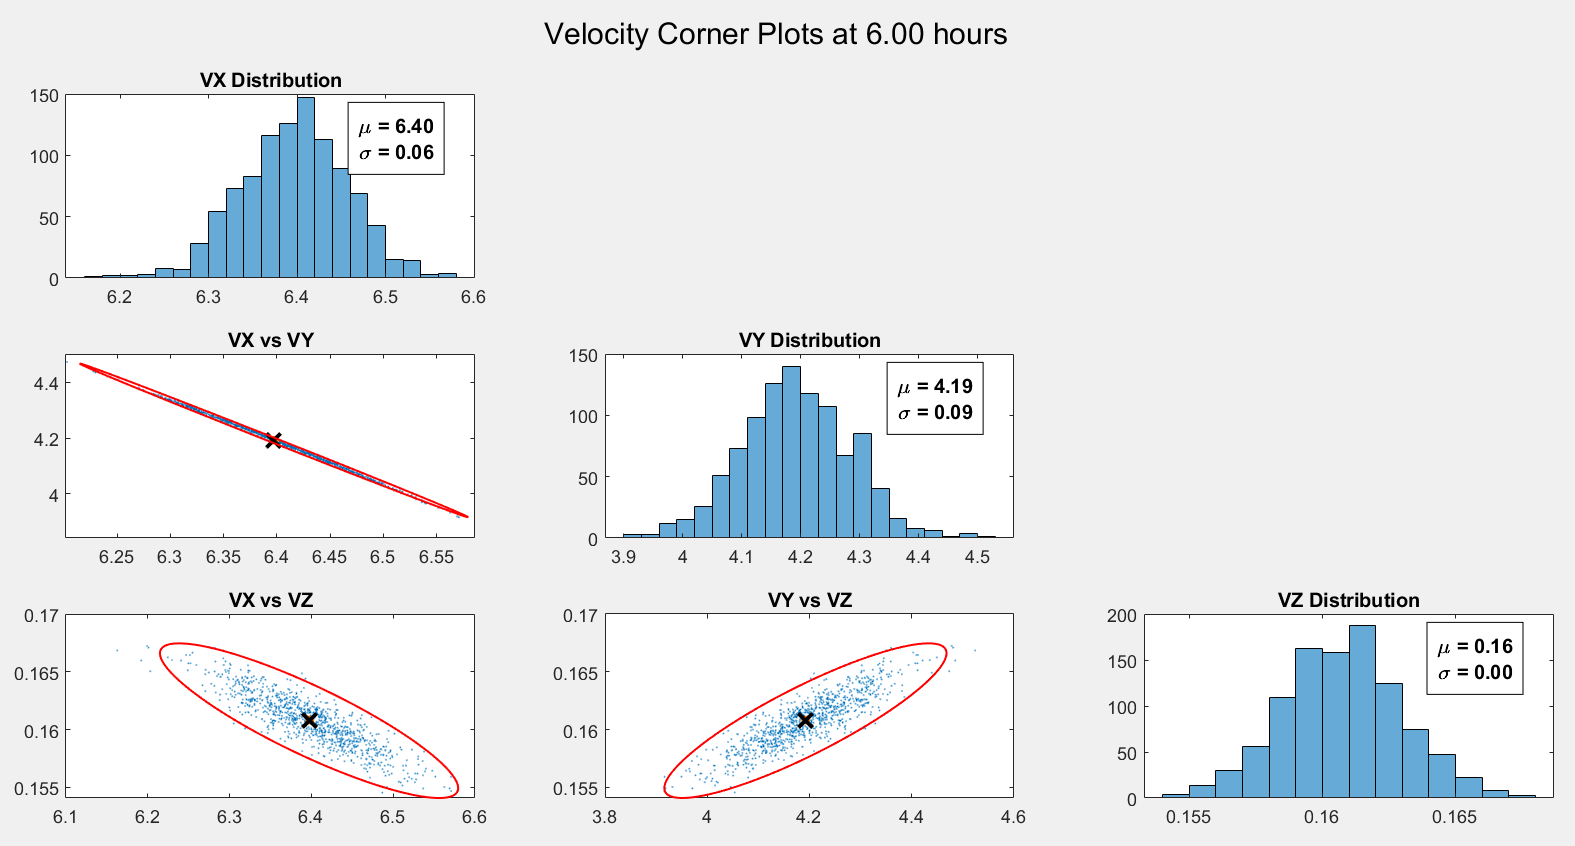 Velocity Corner Plots at 6.00 hours
VX Distribution
150
100
50
0
μ = 6.40
σ = 0.06
6.2 6.3 6.4 6.5 6.6
VX vs VY
4.4
4.2
4
6.25 6.3 6.35 6.4 6.45 6.5 6.55
VY Distribution
150
100
50
0
μ = 4.19
σ = 0.09
3.9 4 4.1 4.2 4.3 4.4 4.5
VX vs VZ
0.17
0.165
0.16
0.155
6.1 6.2 6.3 6.4 6.5 6.6
VY vs VZ
0.17
0.165
0.16
0.155
3.8 4 4.2 4.4 4.6
VZ Distribution
200
150
100
50
0
μ = 0.16
σ = 0.00
0.155 0.16 0.165